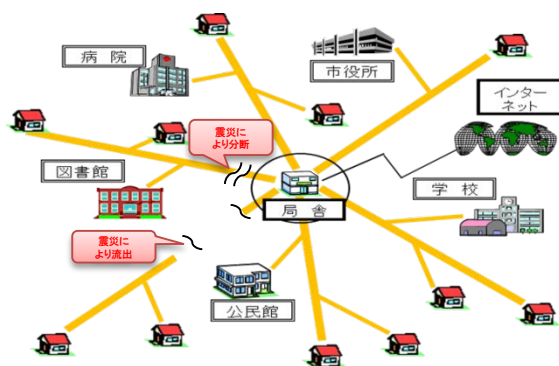 病 院
市役所
インター
ネット
震災に
より分断
図書館
学 校
局 舎
震災に
より流出
公民館